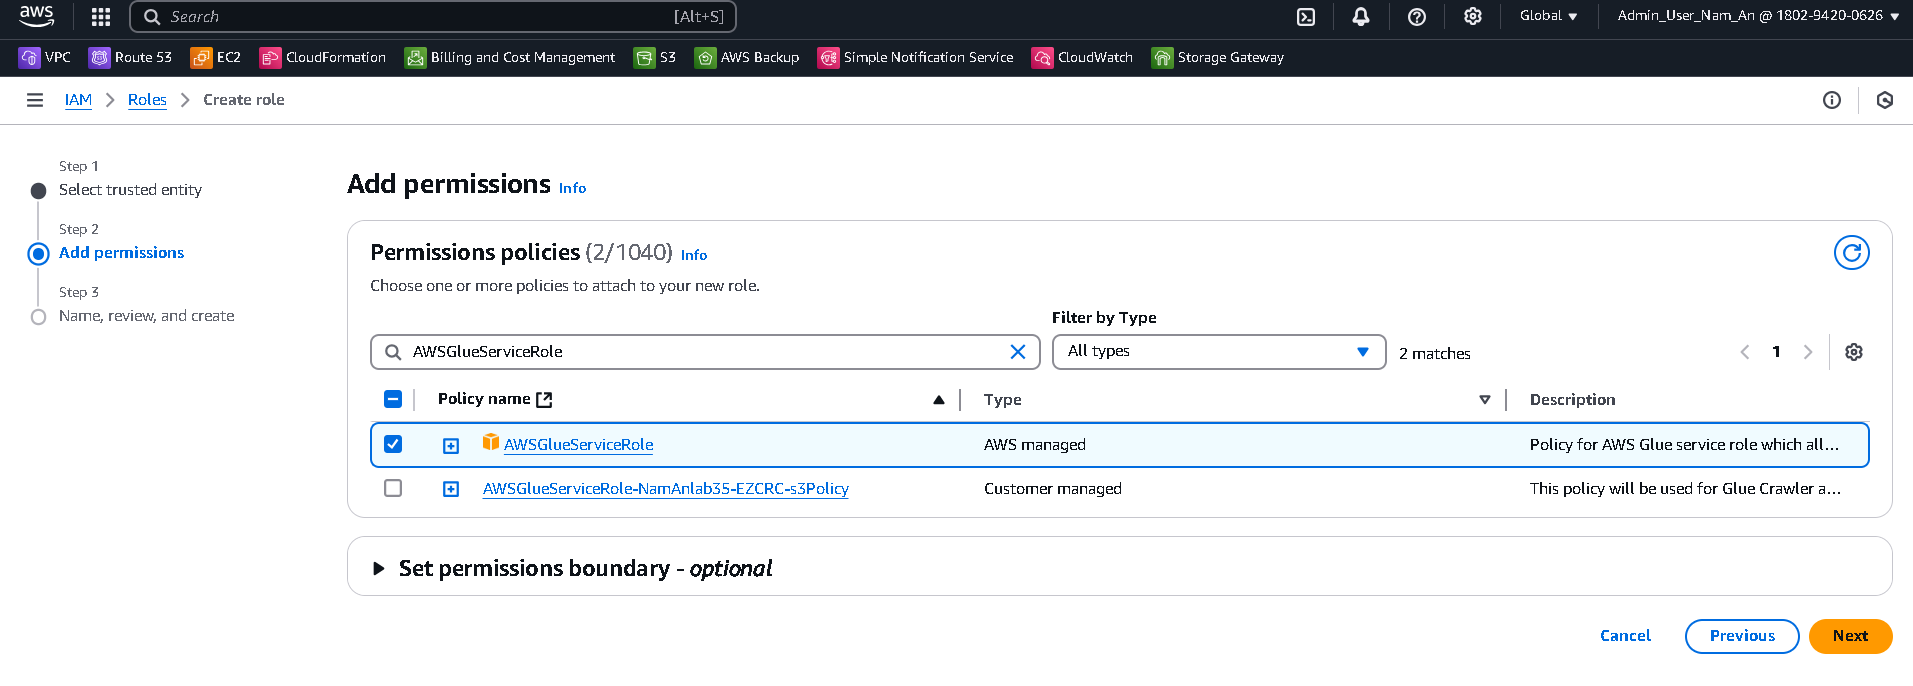 aws
Search [Alt+S] Global Admin_User_Nam_An @ 1802-9420-0626
VPC Route 53 EC2 CloudFormation Billing and Cost Management S3 AWS Backup Simple Notification Service CloudWatch Storage Gateway
IAM Roles Create role
Step 1
Select trusted entity
Step 2
Add permissions
Step 3
Name, review, and create
Add permissions Info
Permissions policies (2/1040) Info
Choose one or more policies to attach to your new role.
Filter by Type
AWSGlueServiceRole All types 2 matches 1
Policy name Type Description
AWSGlueServiceRole AWS managed Policy for AWS Glue service role which all...
AWSGlueServiceRole-NamAnlab35-EZCRC-s3Policy Customer managed This policy will be used for Glue Crawler a...
Set permissions boundary - optional
Cancel Previous Next